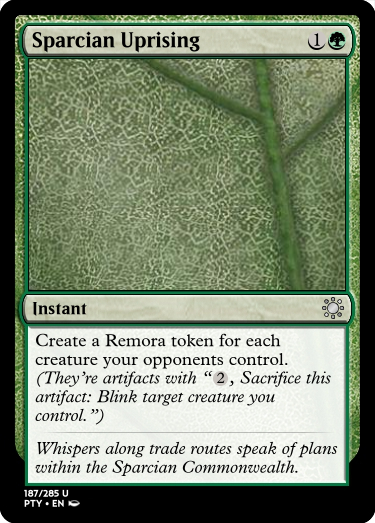 Sparcian Uprising 1
Instant
Create a Remora token for each
creature your opponents control.
(They're artifacts with “2, Sacrifice this
artifact: Blink target creature you
control.”)
Whispers along trade routes speak of plans
within the Sparcian Commonwealth.
187/285 U
PTY • EN